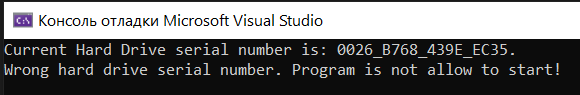 Консоль отладки Microsoft Visual Studio
Current Hard Drive serial number is: 0026_B768_439E_EC35.
Wrong hard drive serial number. Program is not allow to start!